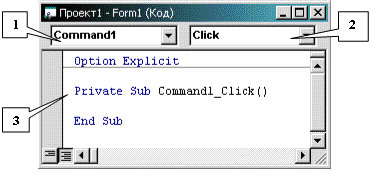 Проект1 - Form1 (Код)
1
Command1
Click
2
Option Explicit
3
Private Sub Command1_Click()
End Sub